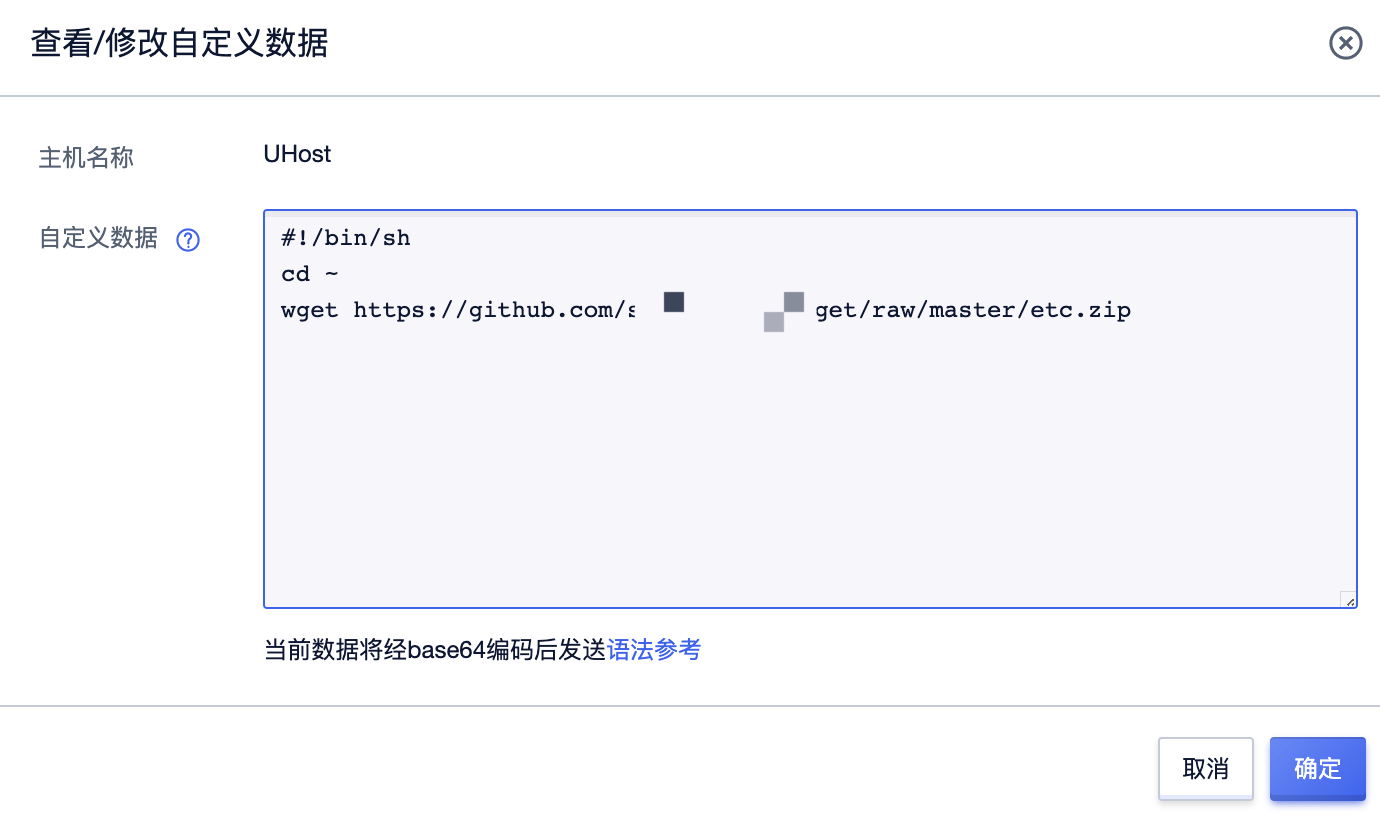 查看/修改自定义数据
主机名称 UHost
自定义数据 ?
#!/bin/sh
cd ~
wget https://github.com/s get/raw/master/etc.zip
当前数据将经base64编码后发送语法参考
取消 确定